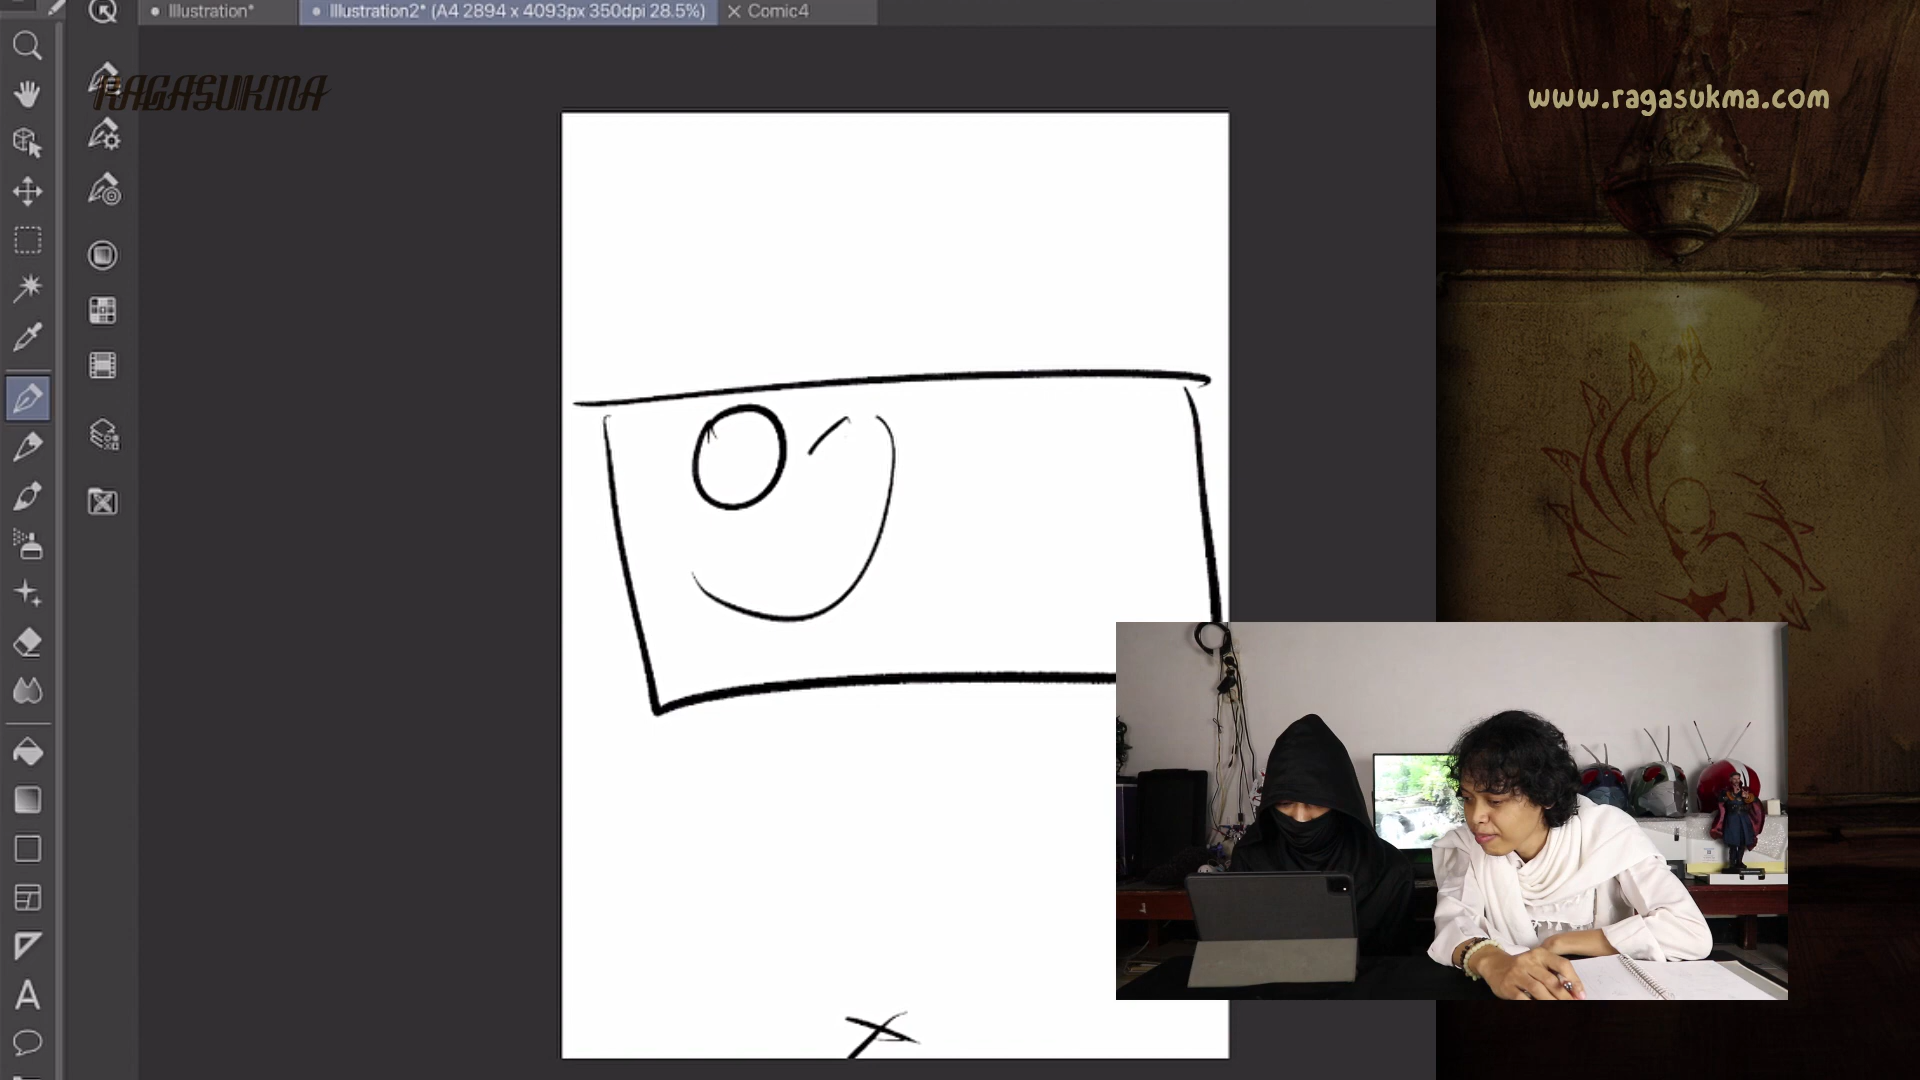 Illustration*
Illustration2* (A4 2894 x 4093px 350dpi 28.5%)
Comic4
RAGASUKMA
www.ragasukma.com
A